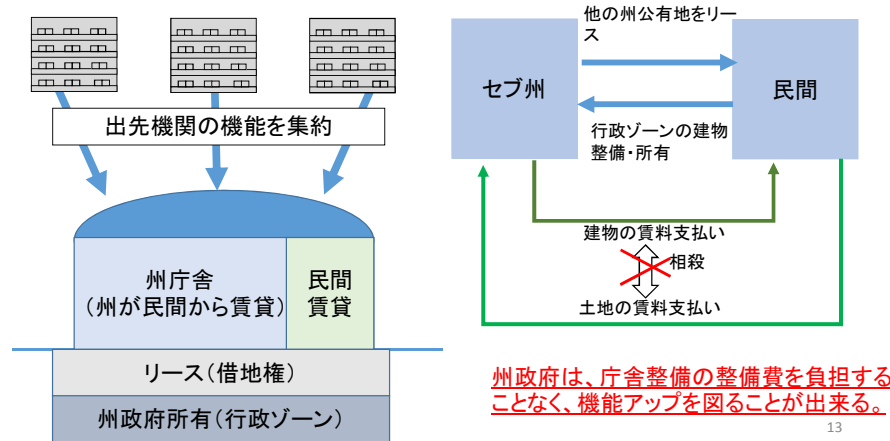 出先機関の機能を集約
州庁舎
(州が民間から賃貸)
民間
賃貸
リース(借地権)
州政府所有(行政ゾーン)
他の州公有地をリー
ス
セブ州
民間
行政ゾーンの建物
整備・所有
建物の賃料支払い
相殺
土地の賃料支払い
州政府は、庁舎整備の整備費を負担する
ことなく、機能アップを図ることが出来る。
13